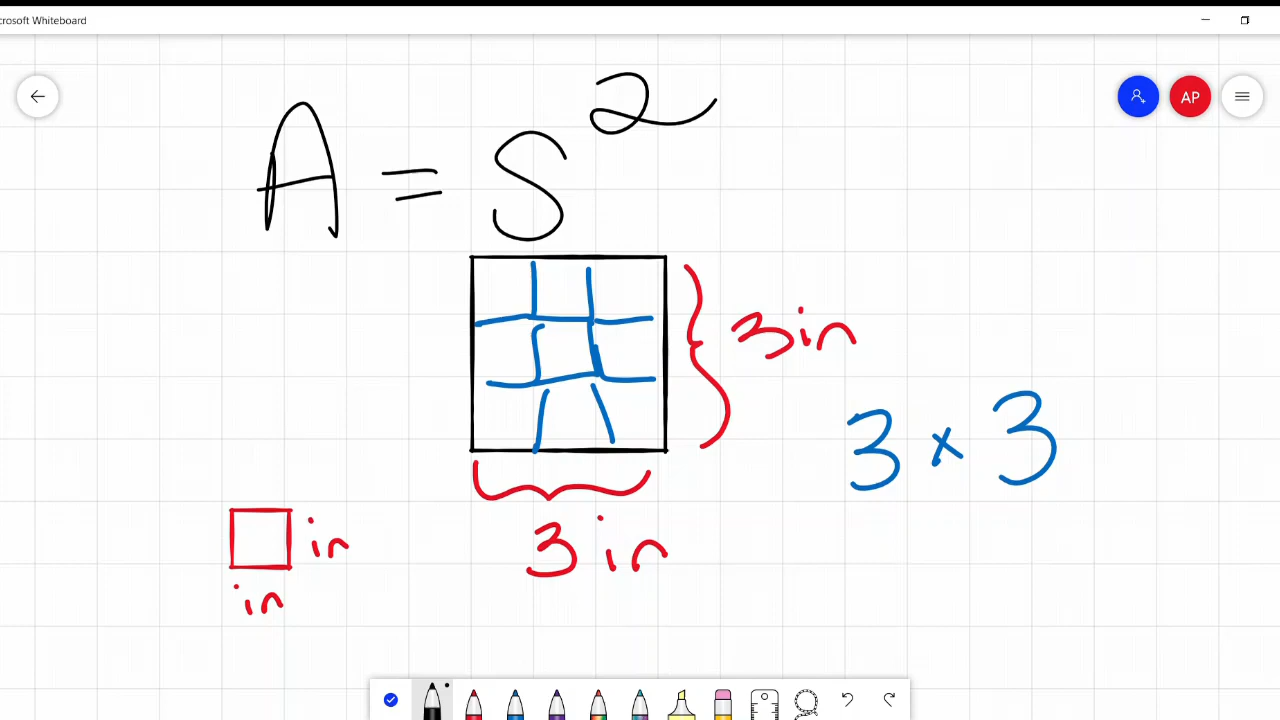 crosoft Whiteboard
AP
A = S²
3in
3 × 3
in
3 in
in